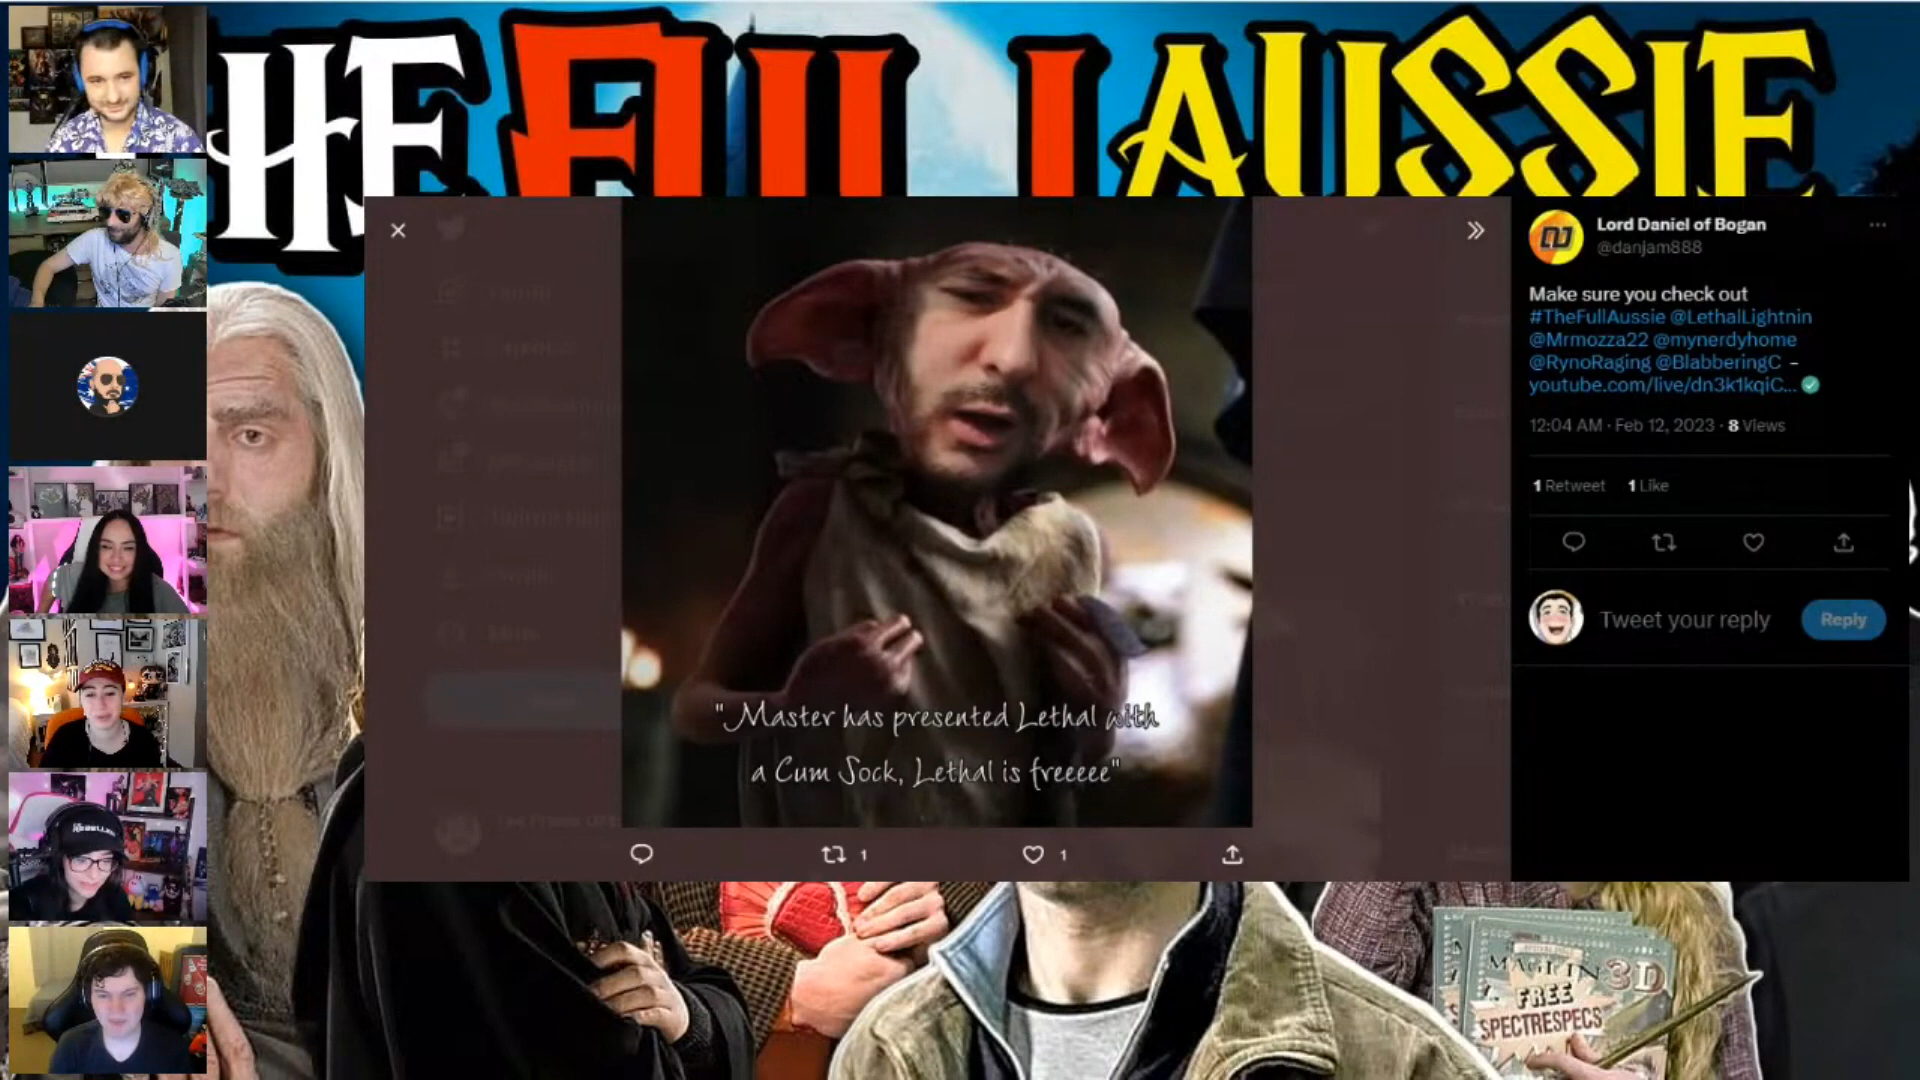 THE FULL AUSSIE
Lord Daniel of Bogan
@danjam888
Make sure you check out
#TheFullAussie @LethalLightnin
@Mrmozza22 @mynerdyhome
@RynoRaging @BlabberingC –
youtube.com/live/dn3k1kqiC...
12:04 AM · Feb 12, 2023 · 8 Views
1 Retweet 1 Like
Tweet your reply
Reply
"Master has presented Lethal with
a Cum Sock, Lethal is freeeee"
1
1
3D
FREE
SPECTRESPECS